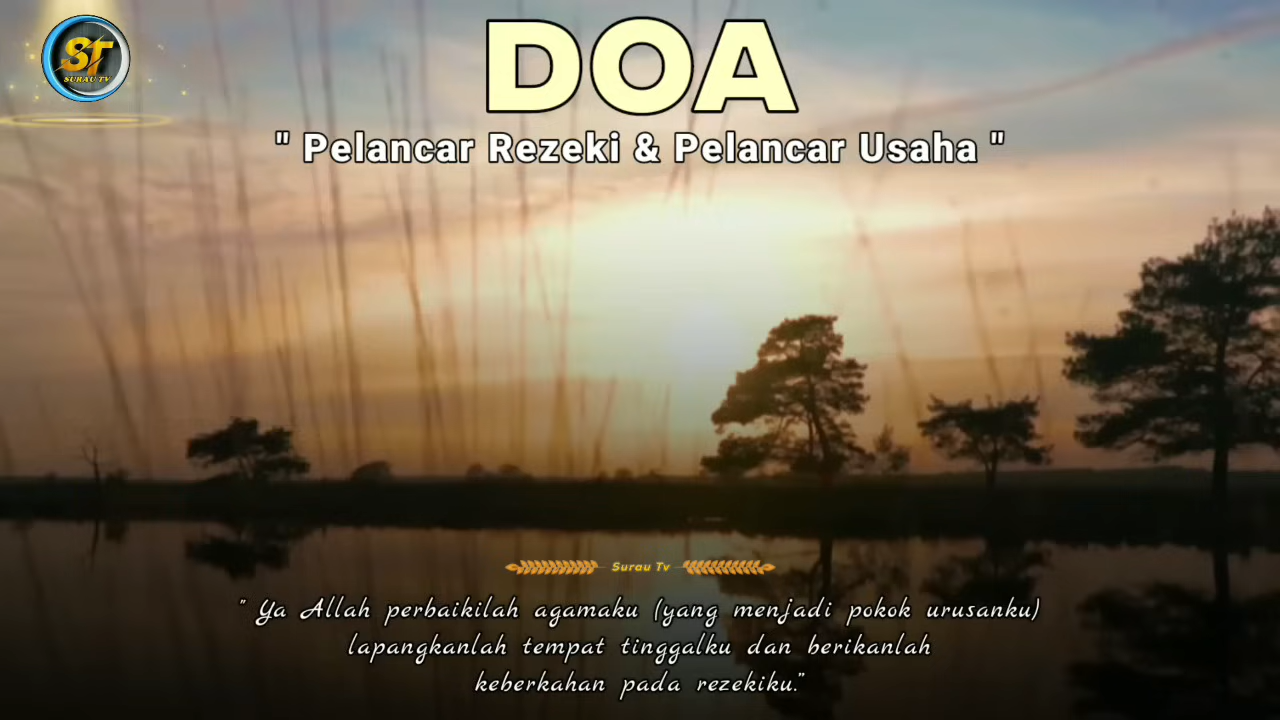 ST
SURAU TV
DOA
" Pelancar Rezeki & Pelancar Usaha "
Surau Tv
" Ya Allah perbaikilah agamaku (yang menjadi pokok urusanku)
lapangkanlah tempat tinggalku dan berikanlah
keberkahan pada rezekiku."